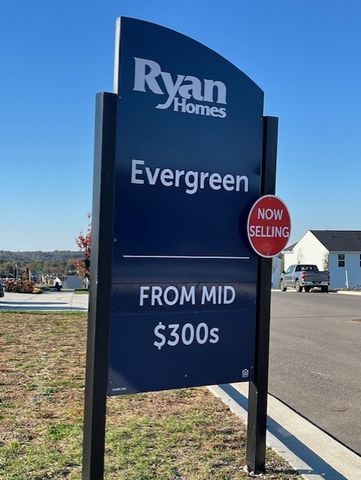 Ryan
Homes
Evergreen
NOW
SELLING
FROM MID
$300s